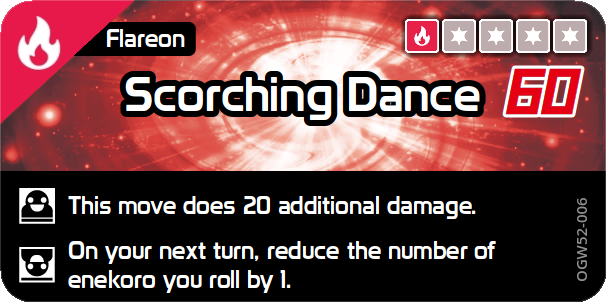 Flareon
Scorching Dance 60
This move does 20 additional damage.
On your next turn, reduce the number of
enekoro you roll by 1.
OGW52-006